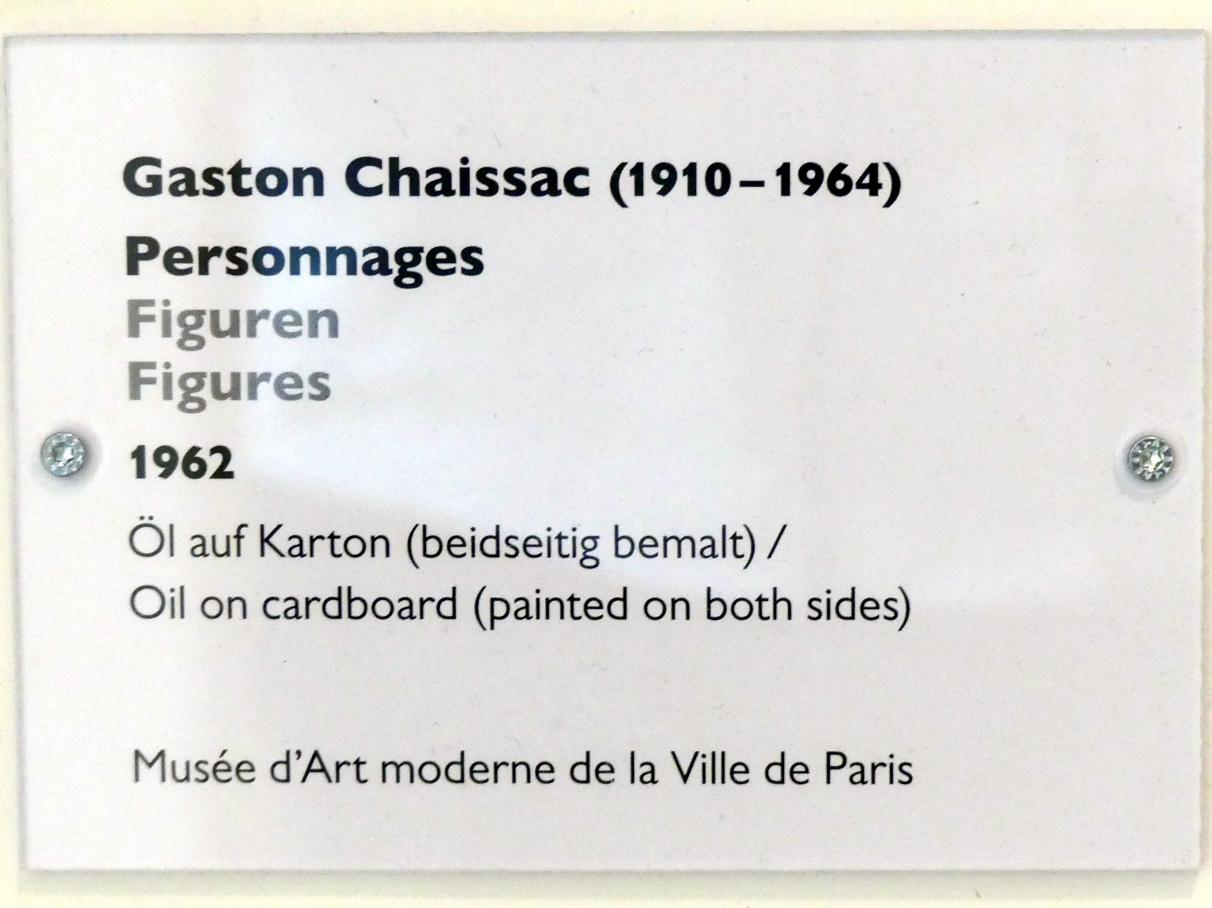 Gaston Chaissac (1910 – 1964)
Personnages
Figuren
Figures
1962
Öl auf Karton (beidseitig bemalt) /
Oil on cardboard (painted on both sides)
Musée d’Art moderne de la Ville de Paris